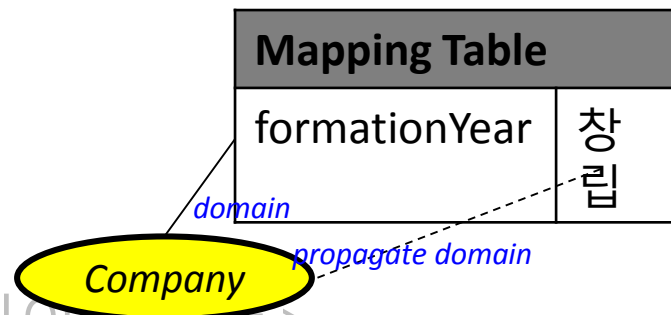 Mapping Table
formationYear 창
립
domain
propagate domain
Company